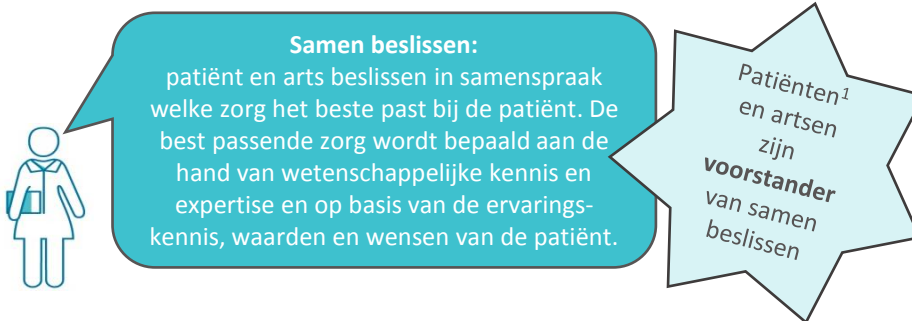 Samen beslissen:
patiënt en arts beslissen in samenspraak
welke zorg het beste past bij de patiënt. De
best passende zorg wordt bepaald aan de
hand van wetenschappelijke kennis en
expertise en op basis van de ervarings-
kennis, waarden en wensen van de patiënt.
Patiënten¹
en artsen
zijn
voorstander
van samen
beslissen